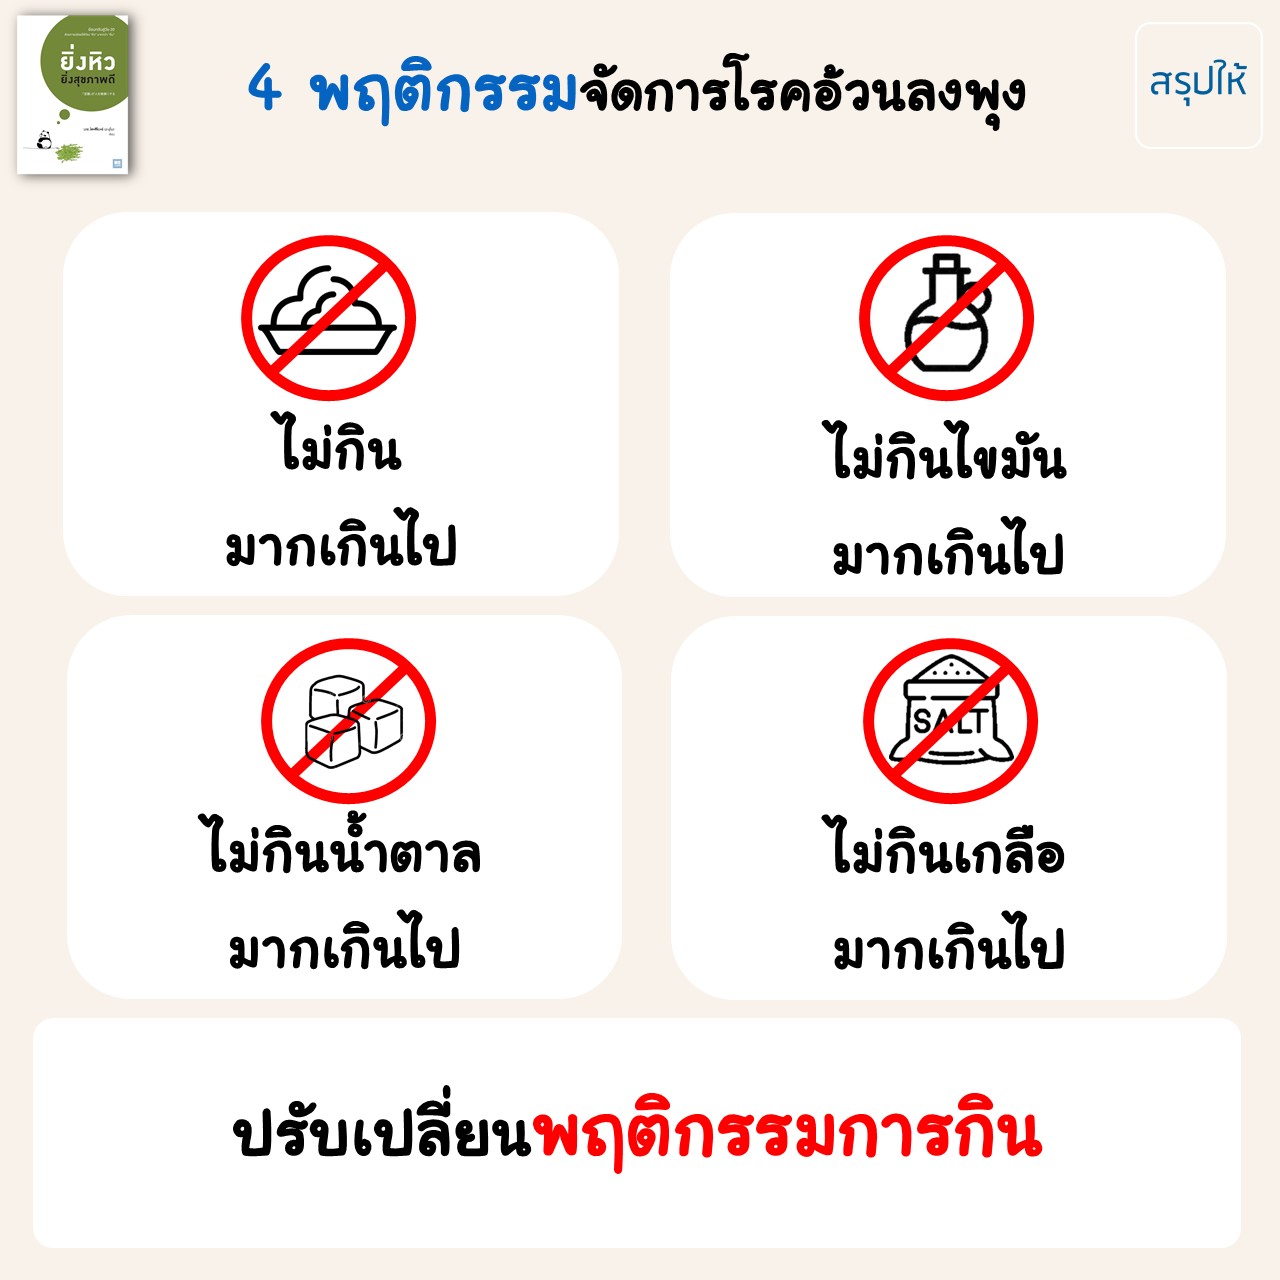 ยิ่งหิว
ยิ่งสุขภาพดี
4 พฤติกรรมจัดการโรคอ้วนลงพุง
สรุปให้
ไม่กิน
มากเกินไป
ไม่กินไขมัน
มากเกินไป
SALT
ไม่กินน้ำตาล
มากเกินไป
ไม่กินเกลือ
มากเกินไป
ปรับเปลี่ยนพฤติกรรมการกิน